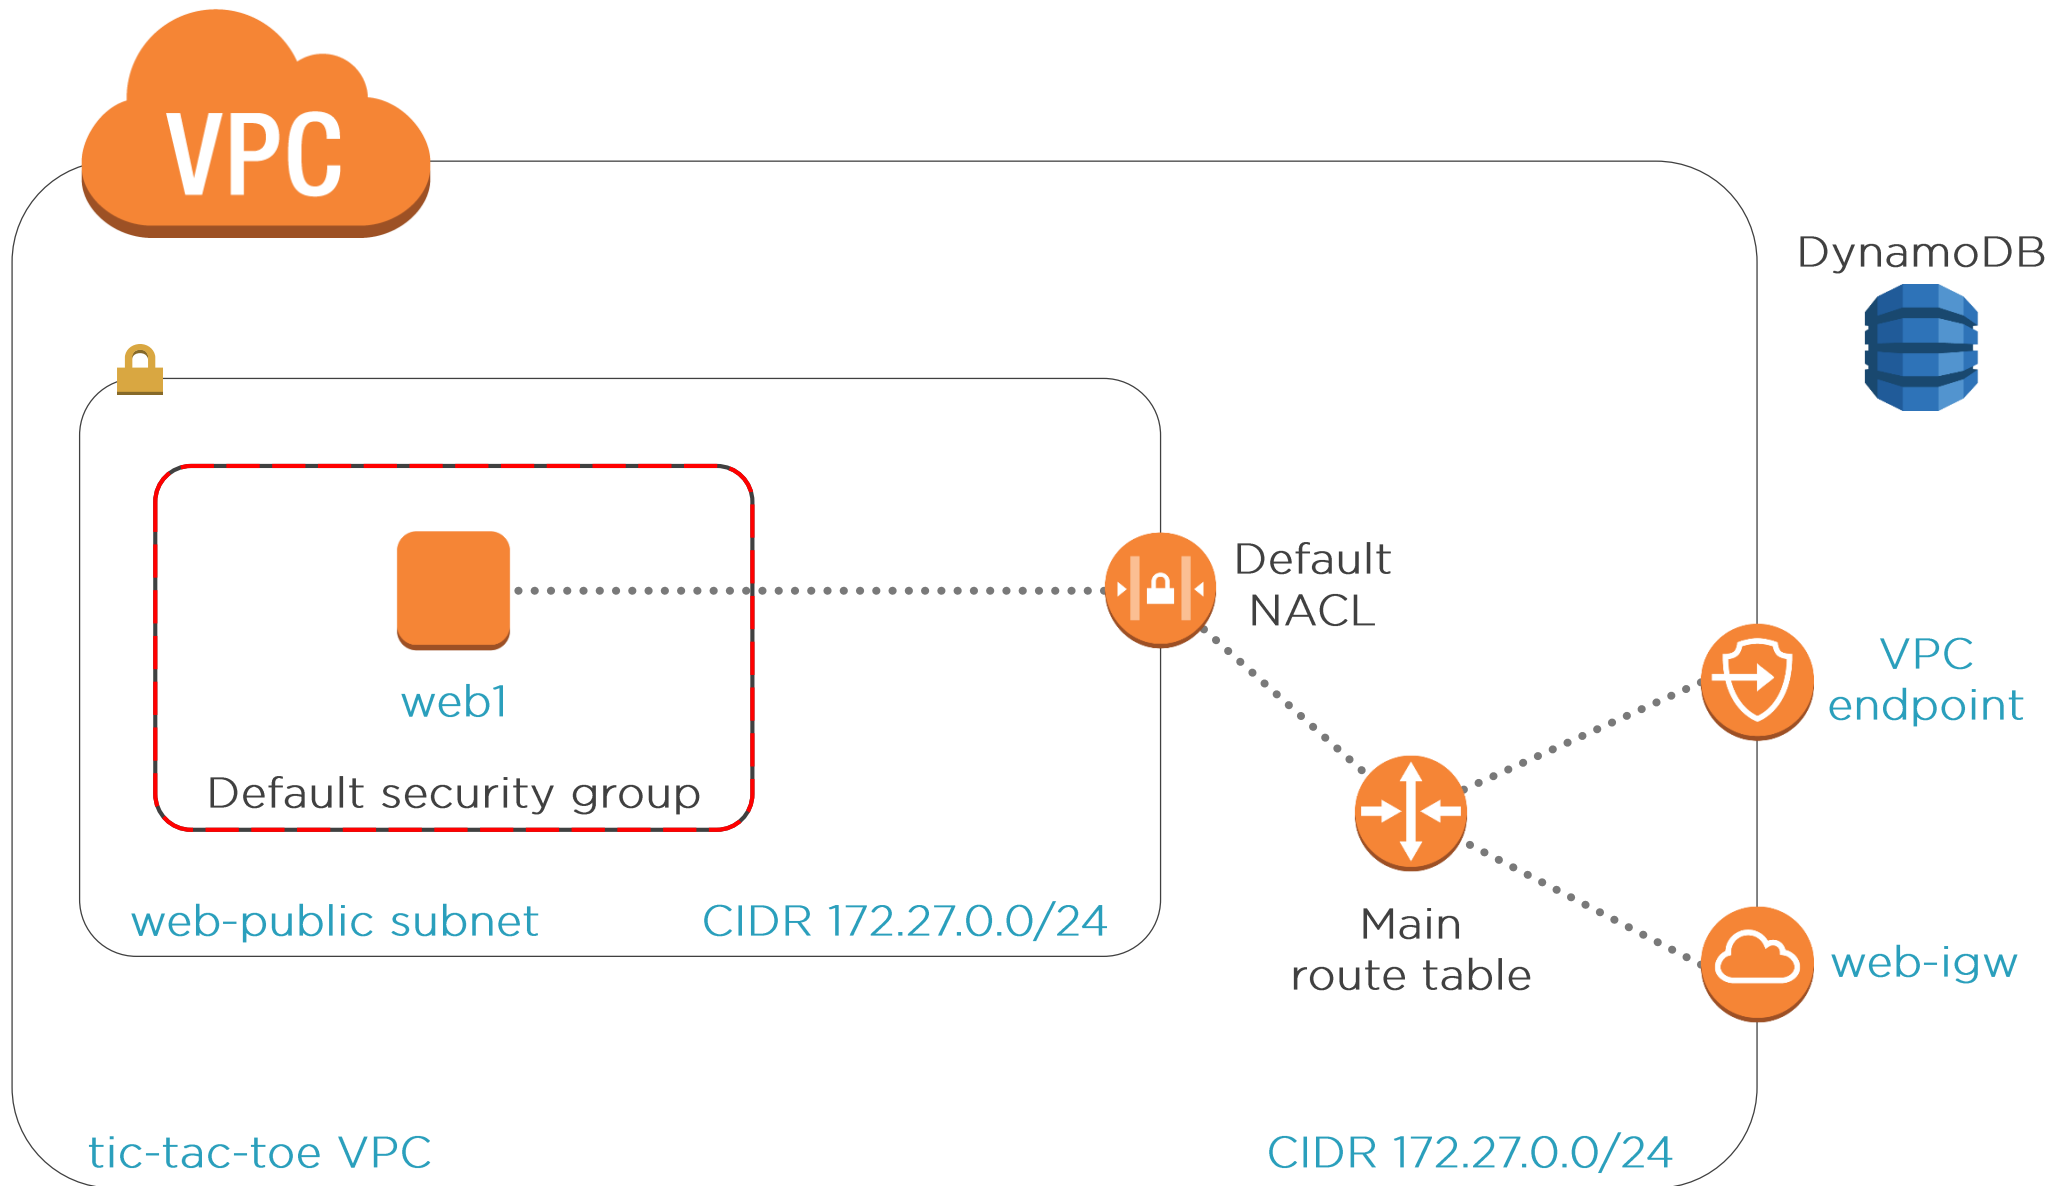 VPC
DynamoDB
Default
NACL
VPC
endpoint
web1
Default security group
web-public subnet
CIDR 172.27.0.0/24
Main
route table
web-igw
tic-tac-toe VPC
CIDR 172.27.0.0/24